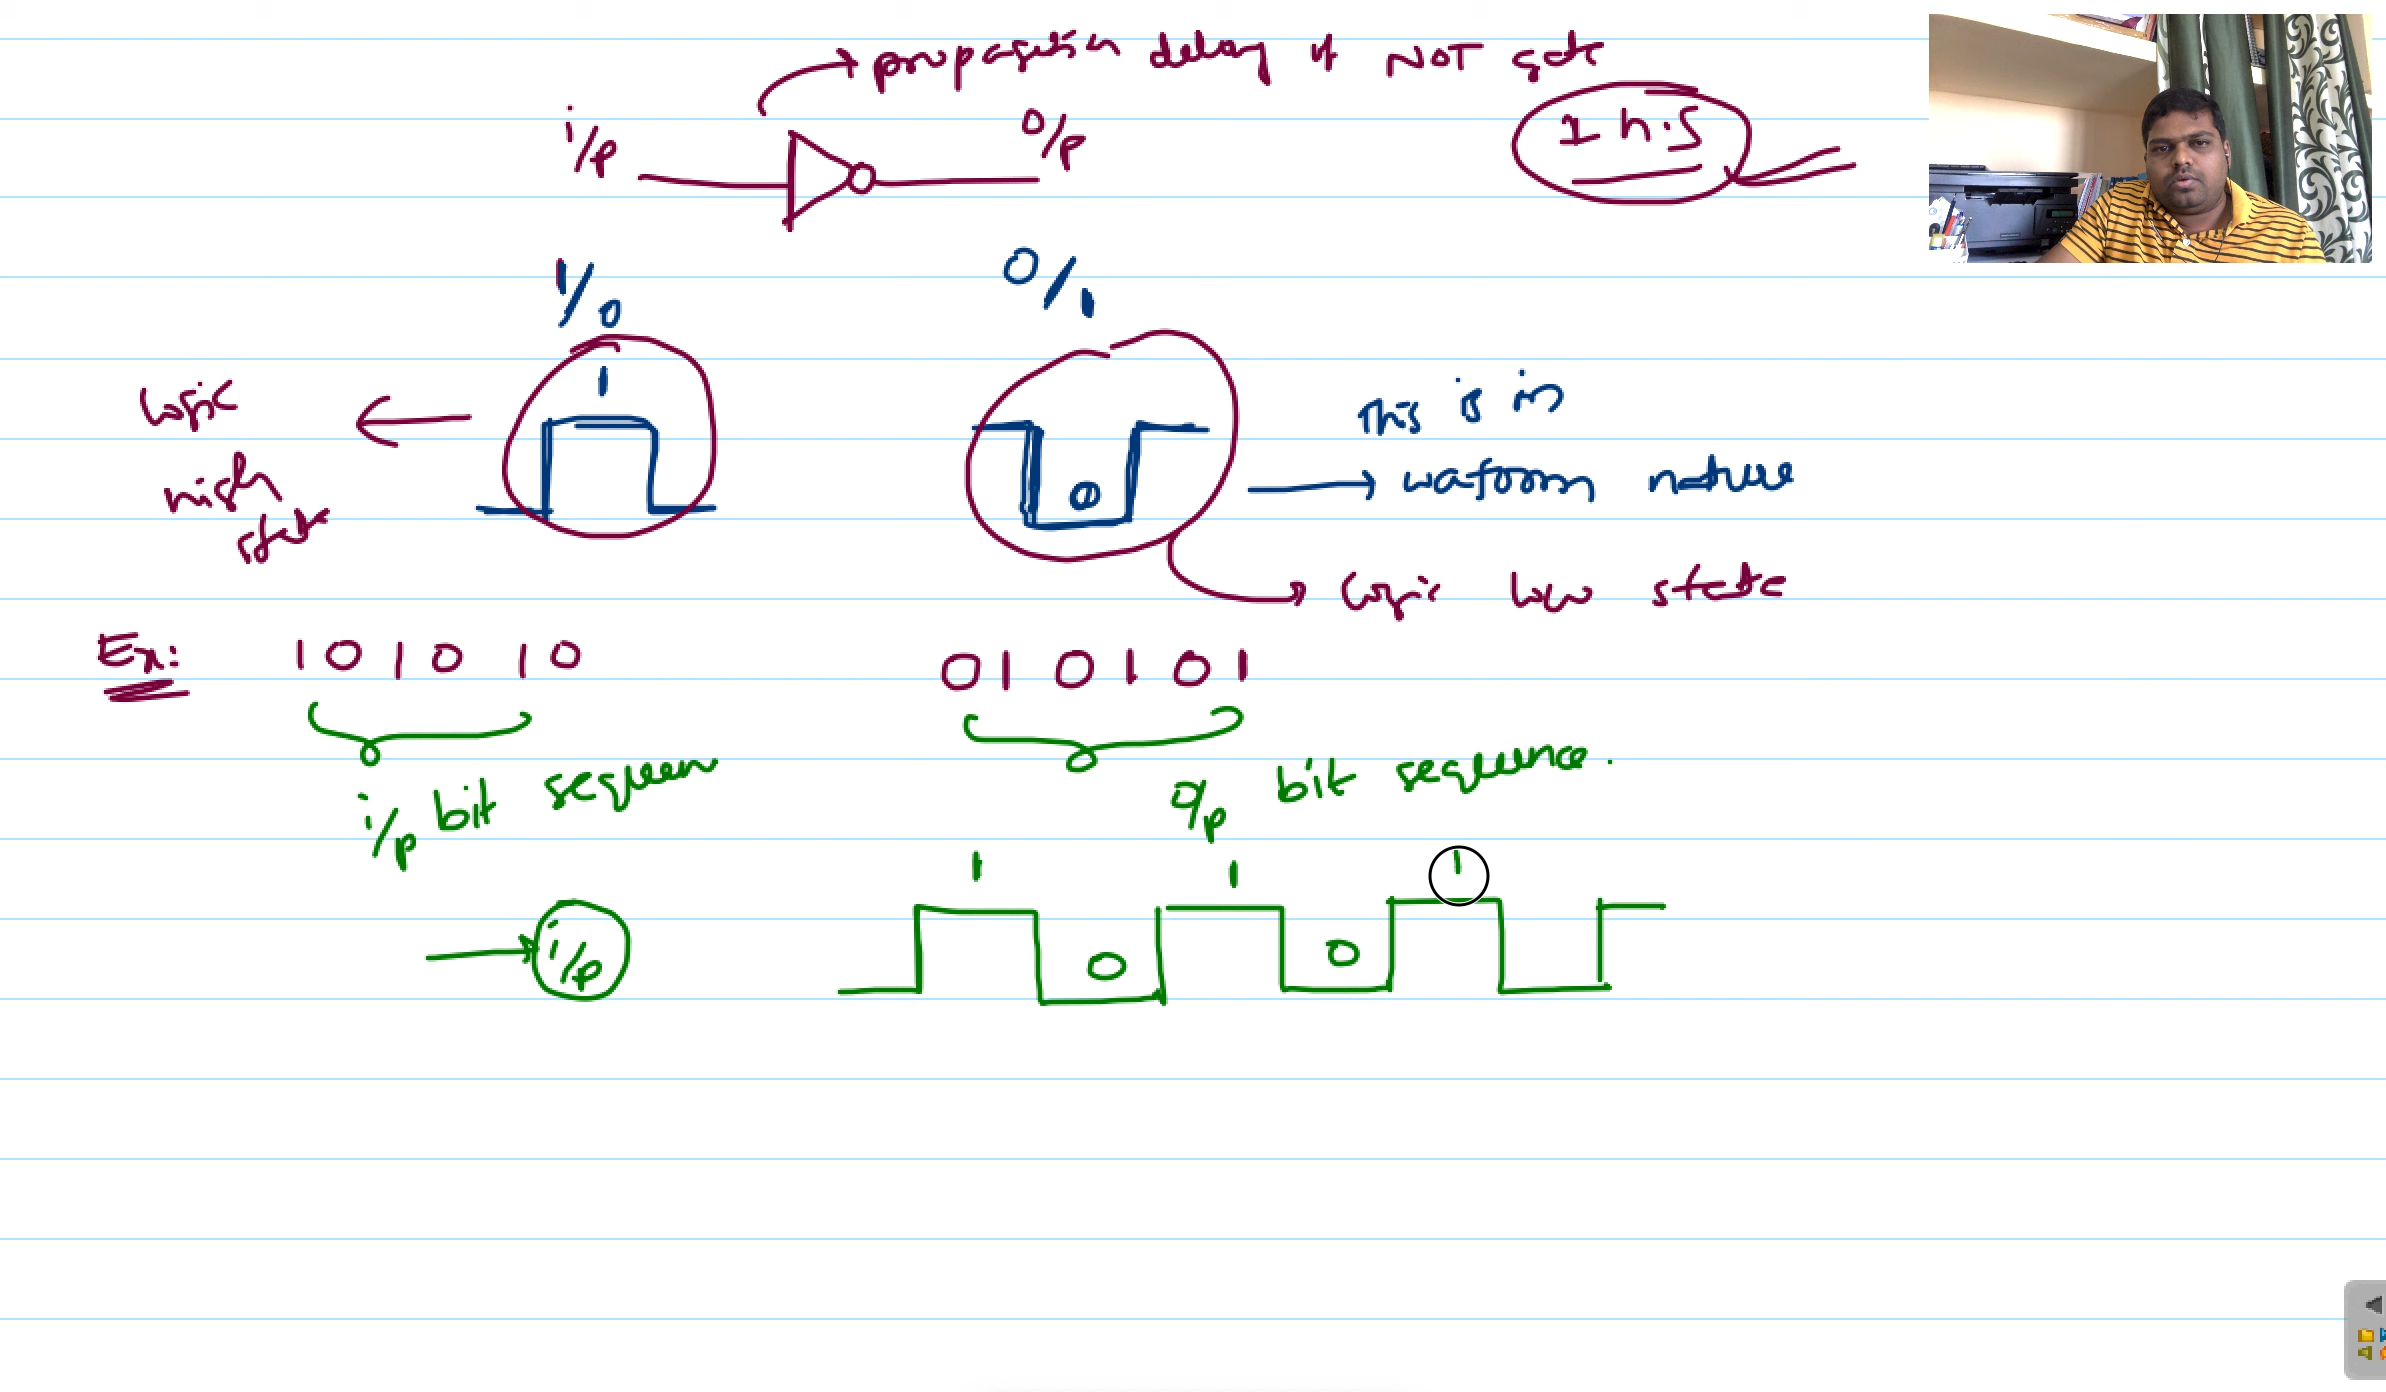 propagation delay of NOT gate
i/p
o/p
1 n.s
1/0
0/1
1
0
logic
high
state
This is in
waform nature
logic low state
Ex:
1 0 1 0 1 0
0 1 0 1 0 1
i/p bit sequen
o/p bit sequence.
1 1 1
i/p
0 0